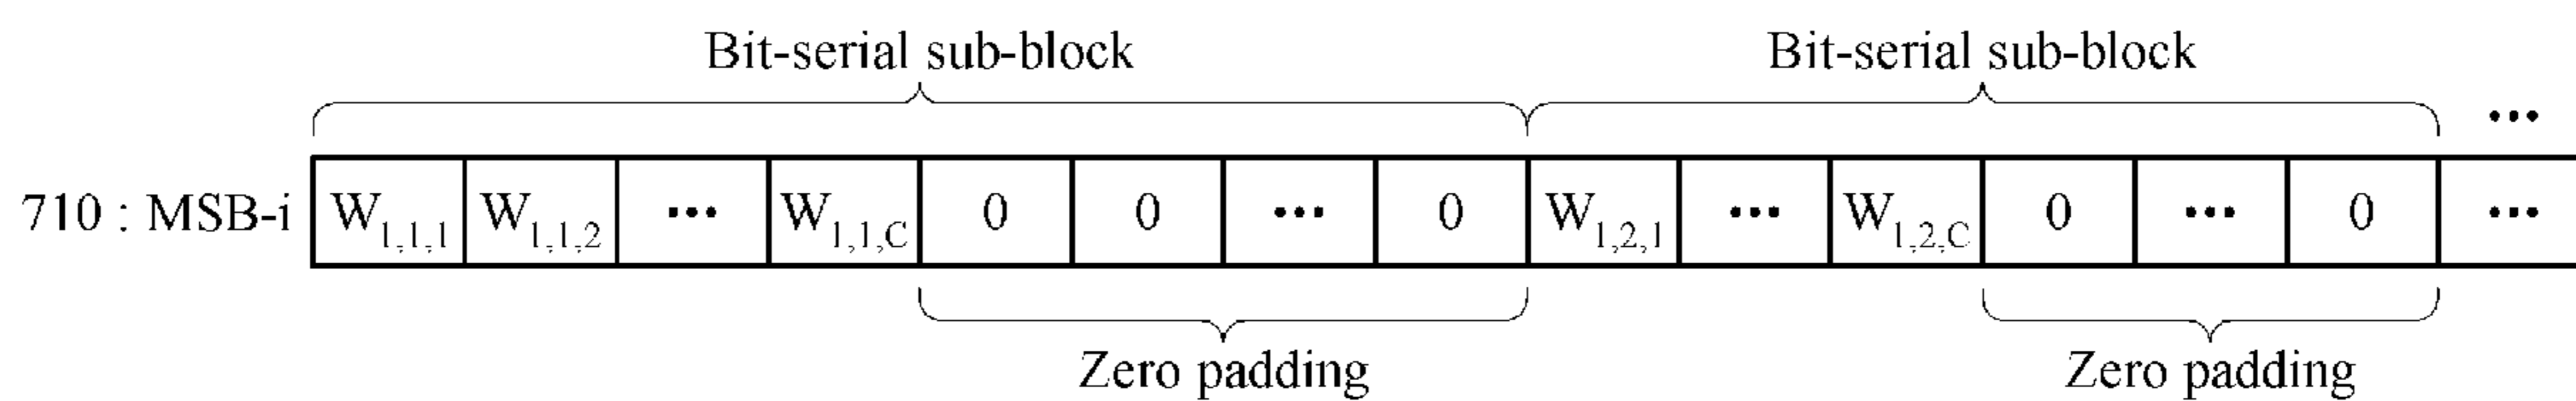 Bit-serial sub-block Bit-serial sub-block
...
710 : MSB-i W1,1,1 W1,1,2 ... W1,1,C 0 0 ... 0 W1,2,1 ... W1,2,C 0 ... 0 ...
Zero padding Zero padding